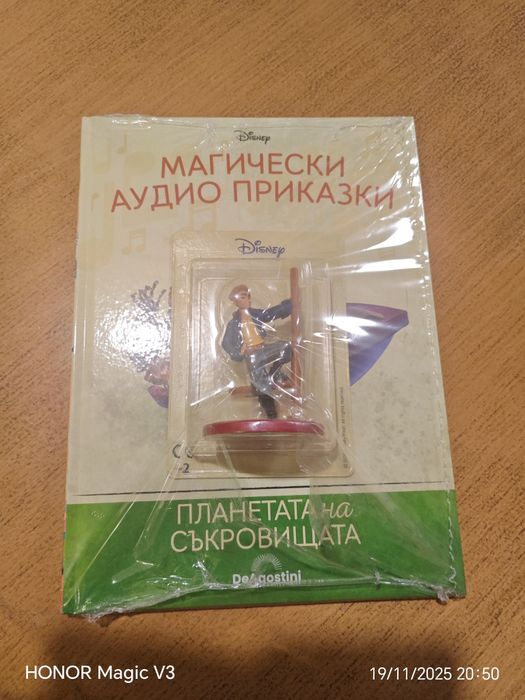 Disney
МАГИЧЕСКИ
АУДИО ПРИКАЗКИ
Disney
ПЛАНЕТАТА на
СЪКРОВИЩАТА
DeAgostini
HONOR Magic V3
19/11/2025 20:50